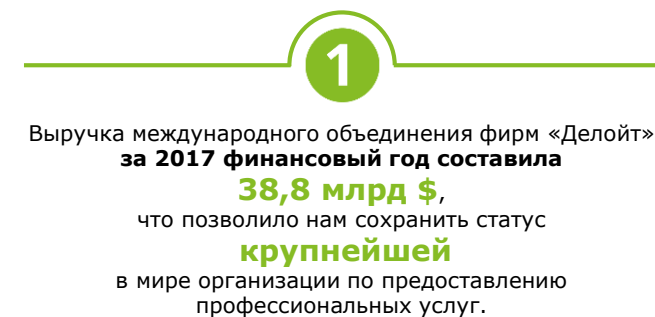 1
Выручка международного объединения фирм «Делойт»
за 2017 финансовый год составила
38,8 млрд $,
что позволило нам сохранить статус
крупнейшей
в мире организации по предоставлению
профессиональных услуг.